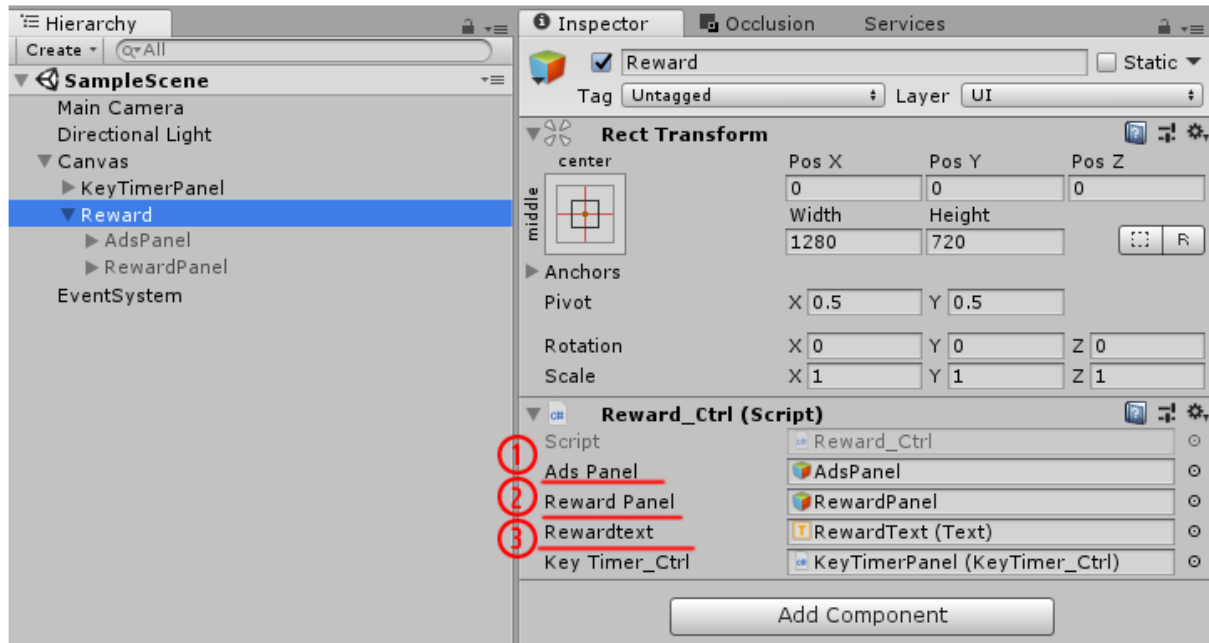 Hierarchy
Create
All
SampleScene
Main Camera
Directional Light
Canvas
KeyTimerPanel
Reward
AdsPanel
RewardPanel
EventSystem
Inspector Occlusion Services
Reward Static
Tag Untagged Layer UI
Rect Transform
center Pos X Pos Y Pos Z
middle
0 0 0
Width Height
1280 720 R
Anchors
Pivot X 0.5 Y 0.5
Rotation X 0 Y 0 Z 0
Scale X 1 Y 1 Z 1
C# Reward_Ctrl (Script)
Script Reward_Ctrl
① Ads Panel AdsPanel
② Reward Panel RewardPanel
③ Rewardtext T RewardText (Text)
Key Timer_Ctrl KeyTimerPanel (KeyTimer_Ctrl)
Add Component